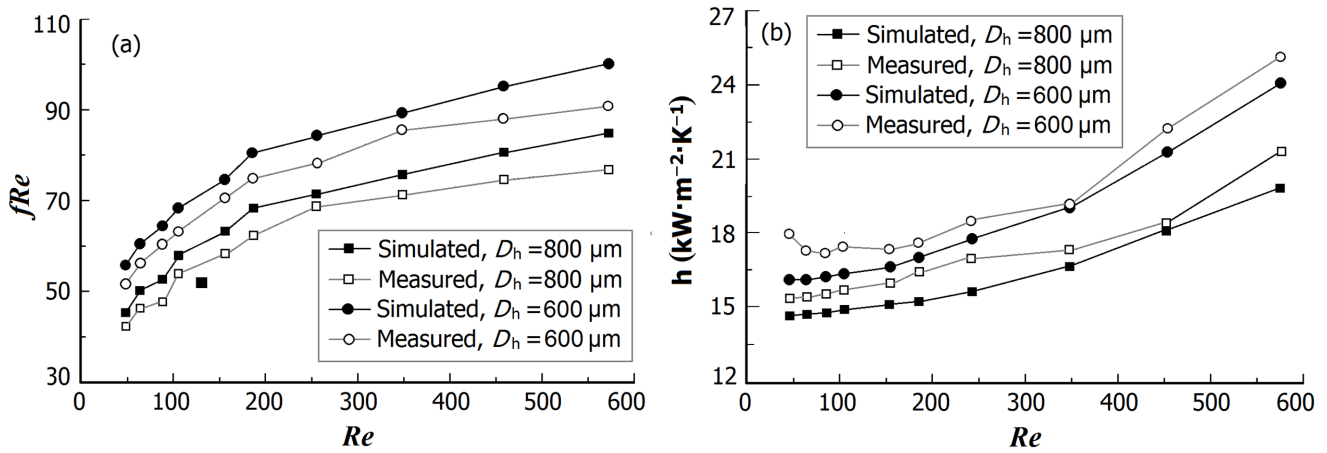 (a)
110
90
70
50
30
fRe
Simulated, Dh = 800 µm
Measured, Dh = 800 µm
Simulated, Dh = 600 µm
Measured, Dh = 600 µm
0 100 200 300 400 500 600
Re
(b)
27
24
21
18
15
12
h (kW·m⁻²·K⁻¹)
Simulated, Dh = 800 µm
Measured, Dh = 800 µm
Simulated, Dh = 600 µm
Measured, Dh = 600 µm
0 100 200 300 400 500 600
Re